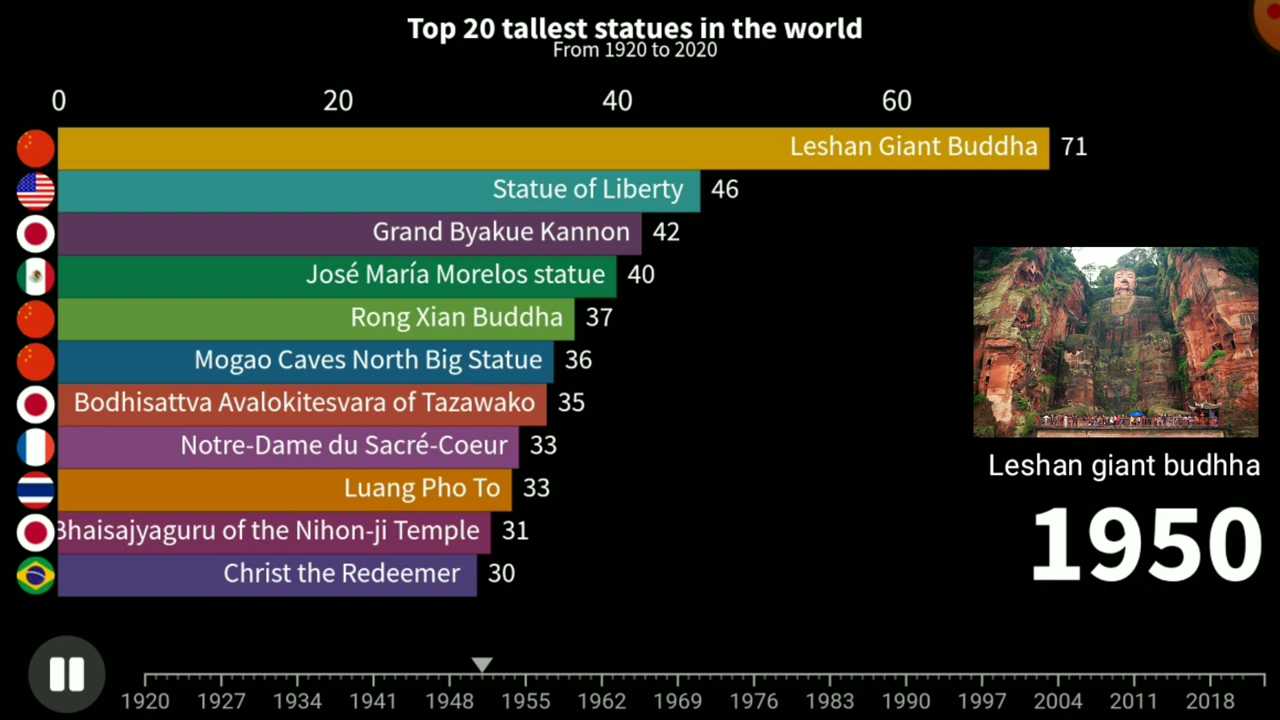 Top 20 tallest statues in the world
From 1920 to 2020
0 20 40 60
Leshan Giant Buddha 71
Statue of Liberty 46
Grand Byakue Kannon 42
José María Morelos statue 40
Rong Xian Buddha 37
Mogao Caves North Big Statue 36
Bodhisattva Avalokitesvara of Tazawako 35
Notre-Dame du Sacré-Coeur 33
Luang Pho To 33
Bhaisajyaguru of the Nihon-ji Temple 31
Christ the Redeemer 30
Leshan giant budhha
1950
1920 1927 1934 1941 1948 1955 1962 1969 1976 1983 1990 1997 2004 2011 2018